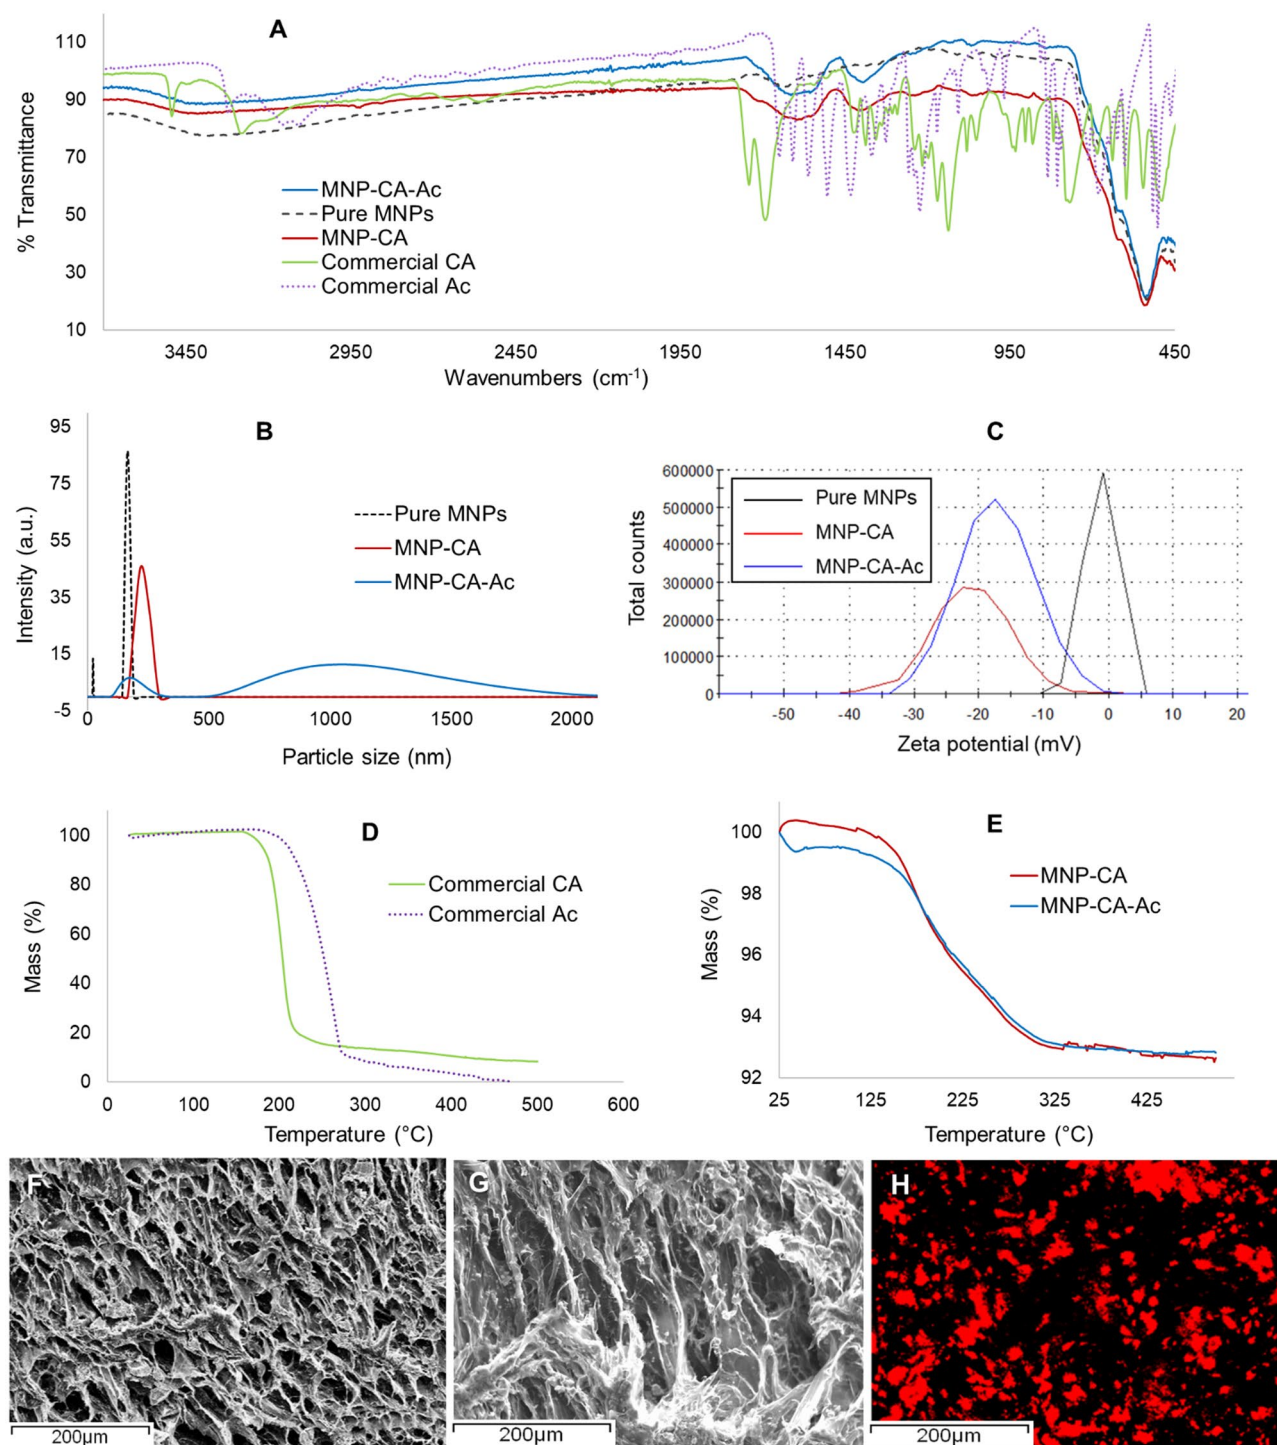 A
110
90
70
50
30
10
% Transmittance
MNP-CA-Ac
Pure MNPs
MNP-CA
Commercial CA
Commercial Ac
3450 2950 2450 1950 1450 950 450
Wavenumbers (cm-1)
B
95
75
55
35
15
-5
Intensity (a.u.)
Pure MNPs
MNP-CA
MNP-CA-Ac
0 500 1000 1500 2000
Particle size (nm)
C
600000
500000
400000
300000
200000
100000
0
Total counts
Pure MNPs
MNP-CA
MNP-CA-Ac
-50 -40 -30 -20 -10 0 10 20
Zeta potential (mV)
D
100
80
60
40
20
0
Mass (%)
Commercial CA
Commercial Ac
0 100 200 300 400 500 600
Temperature (°C)
E
100
98
96
94
92
Mass (%)
MNP-CA
MNP-CA-Ac
25 125 225 325 425
Temperature (°C)
F
200µm
G
200µm
H
200µm